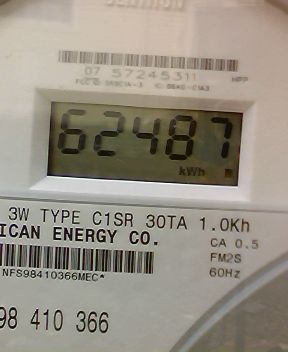 07 57245311
62487
kWh
3W TYPE C1SR 30TA 1.0Kh
ICAN ENERGY CO.
CA 0.5
FM2S
60Hz
NFS98410366MEC*
98 410 366